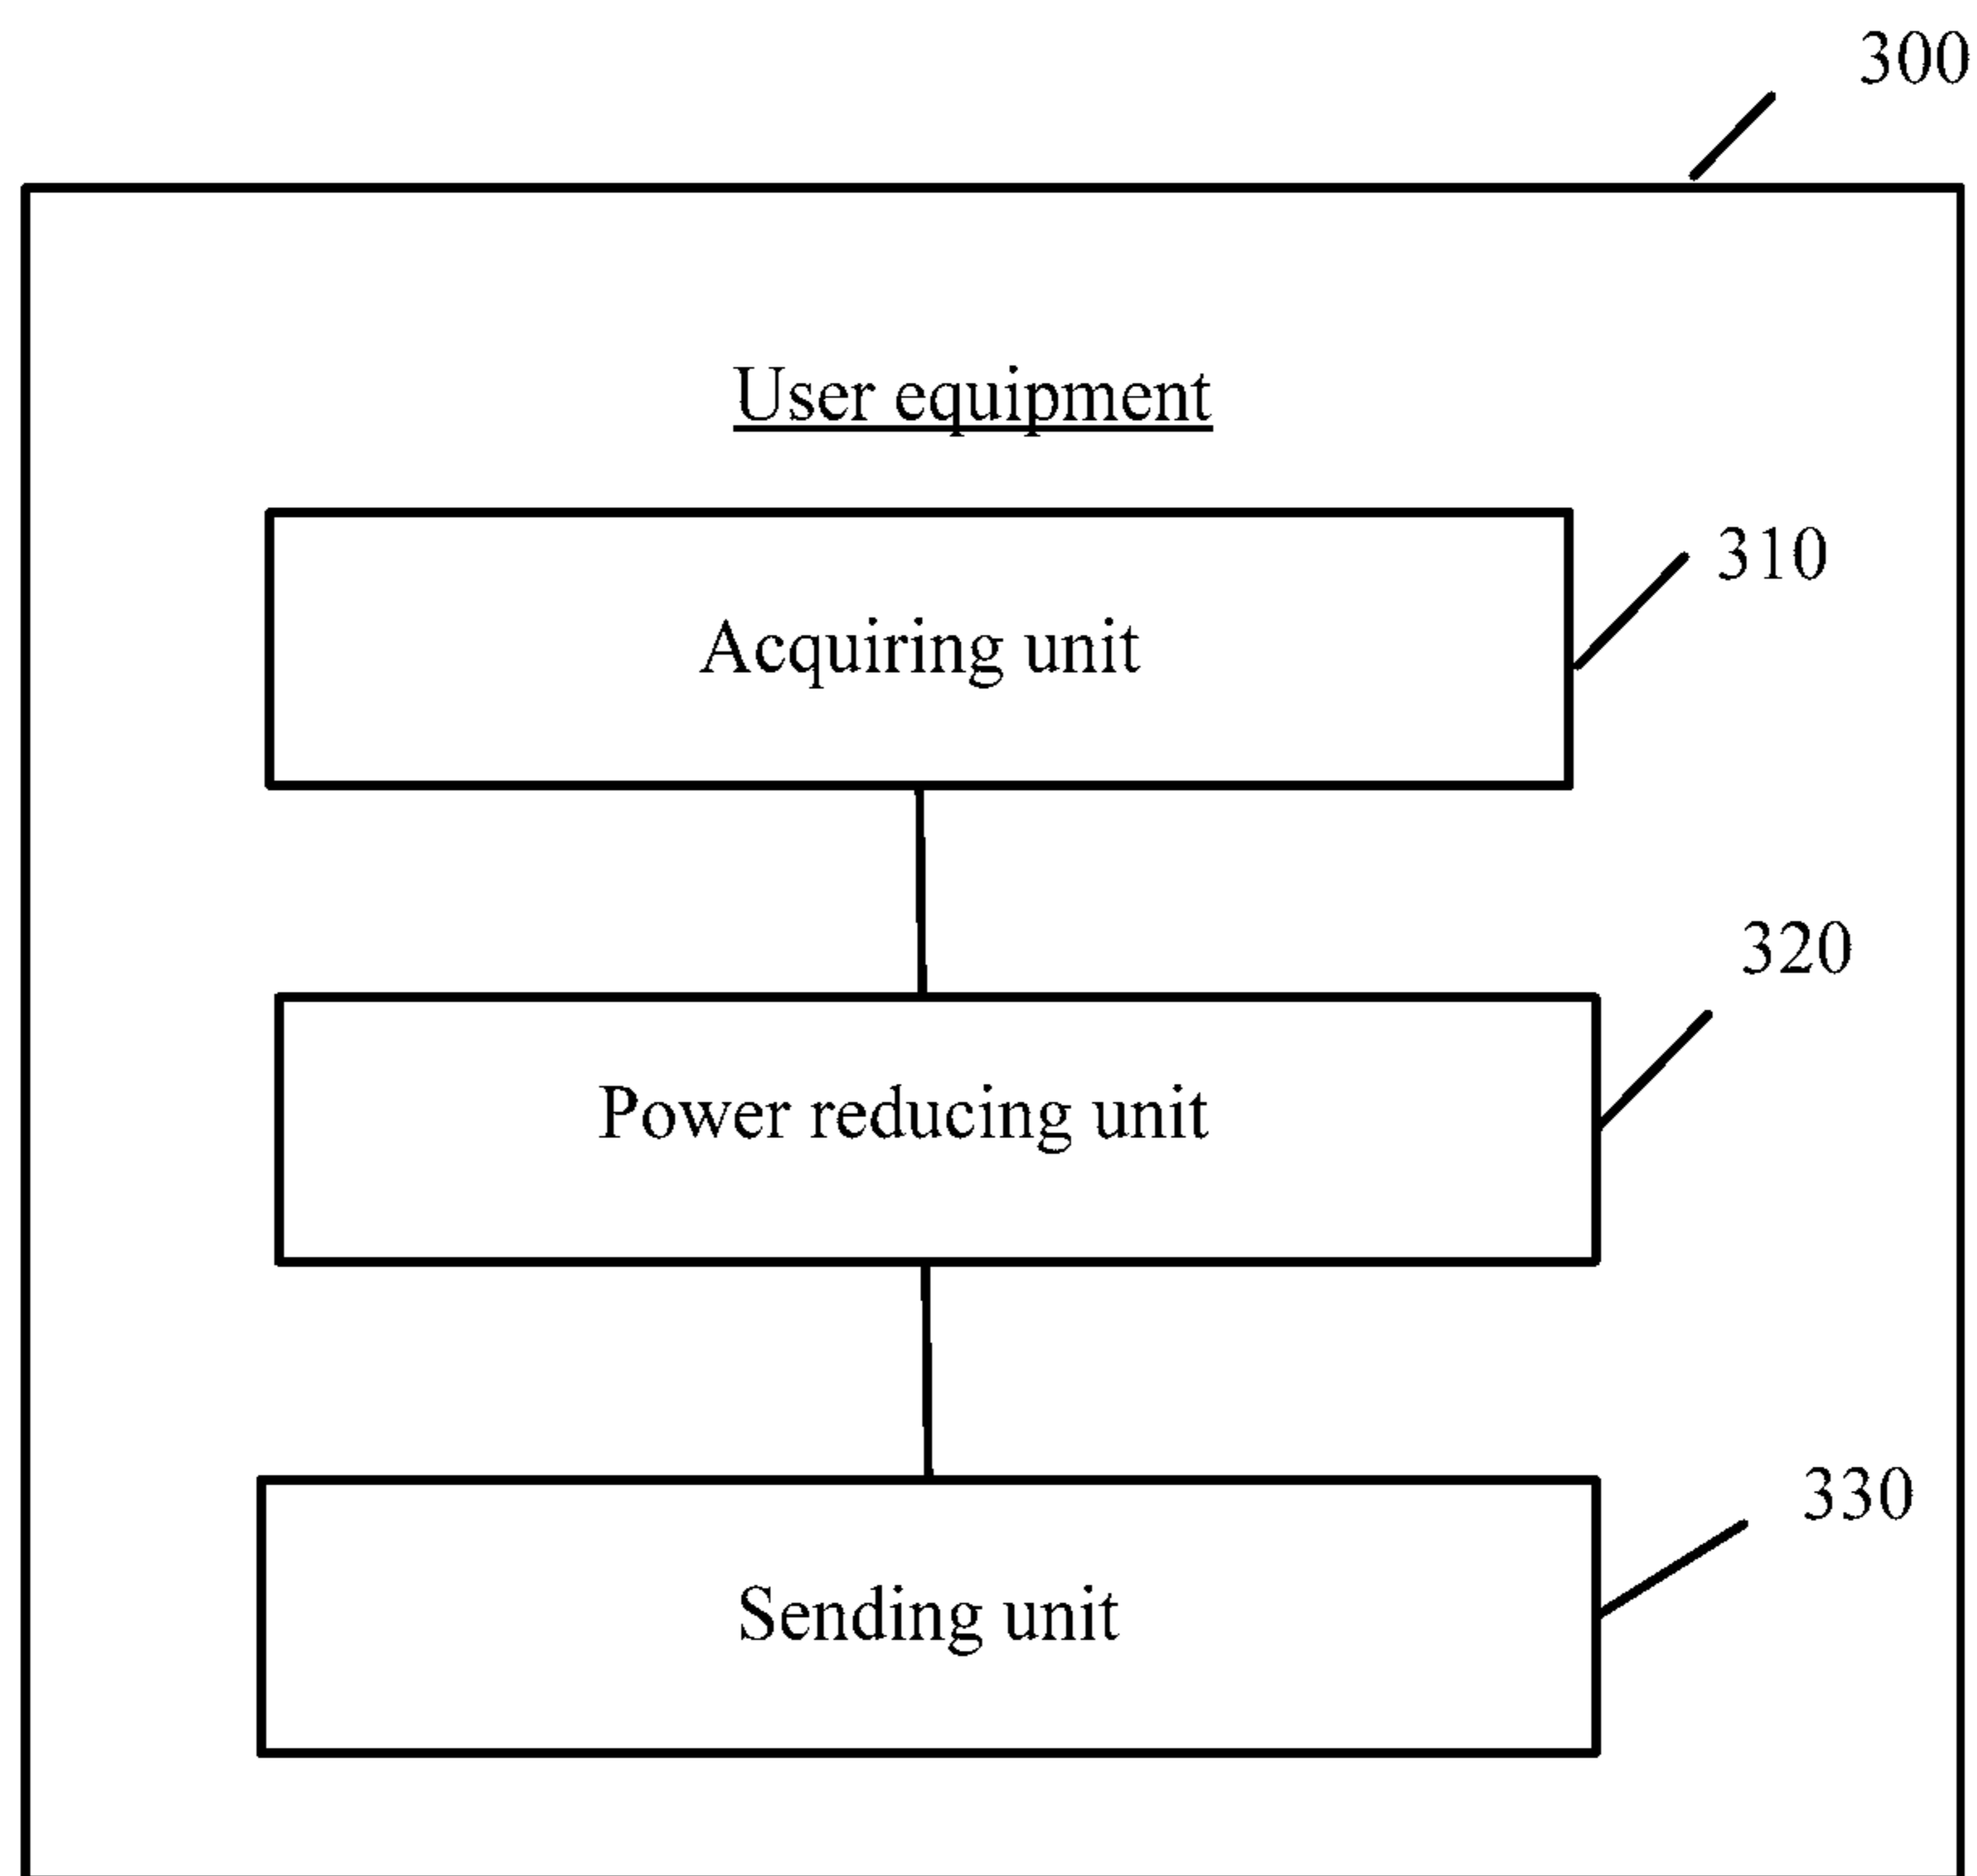 300
User equipment
310
Acquiring unit
320
Power reducing unit
330
Sending unit